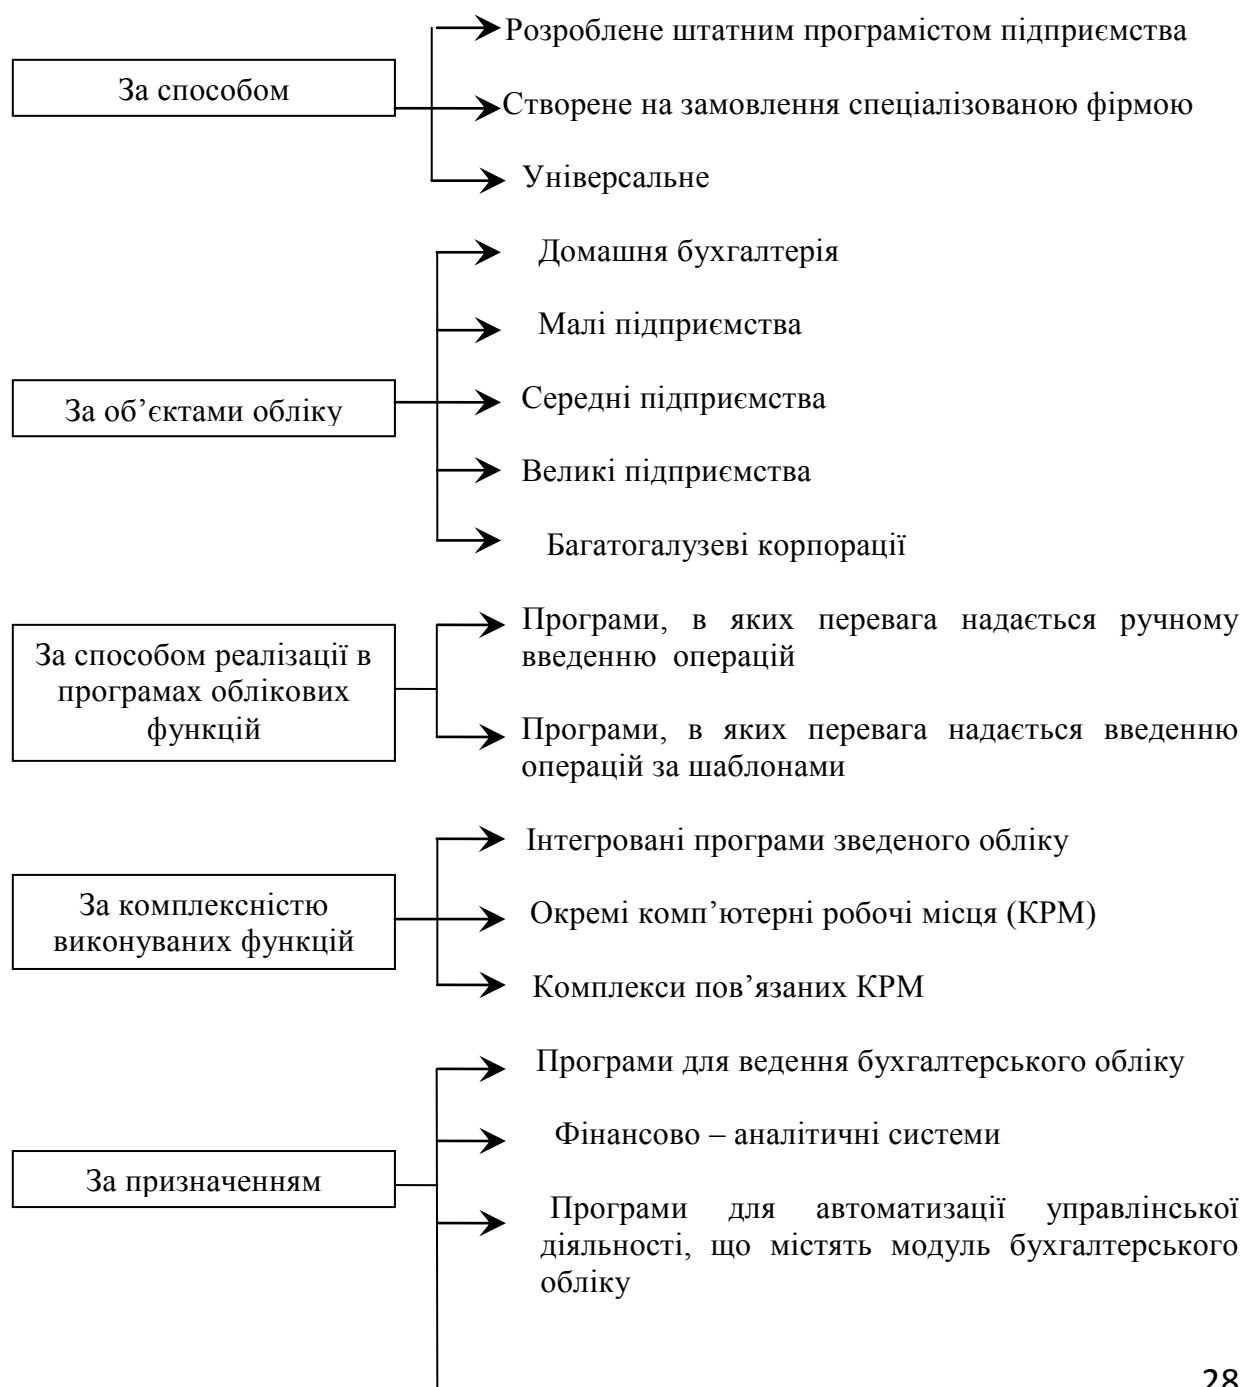 Розроблене штатним програмістом підприємства
За способом
Створене на замовлення спеціалізованою фірмою
Універсальне
Домашня бухгалтерія
Малі підприємства
За об’єктами обліку
Середні підприємства
Великі підприємства
Багатогалузеві корпорації
За способом реалізації в
програмах облікових
функцій
Програми, в яких перевага надається ручному
введенню операцій
Програми, в яких перевага надається введенню
операцій за шаблонами
Інтегровані програми зведеного обліку
За комплексністю
виконуваних функцій
Окремі комп’ютерні робочі місця (КРМ)
Комплекси пов’язаних КРМ
Програми для ведення бухгалтерського обліку
Фінансово – аналітичні системи
За призначенням
Програми для автоматизації управлінської
діяльності, що містять модуль бухгалтерського
обліку
28